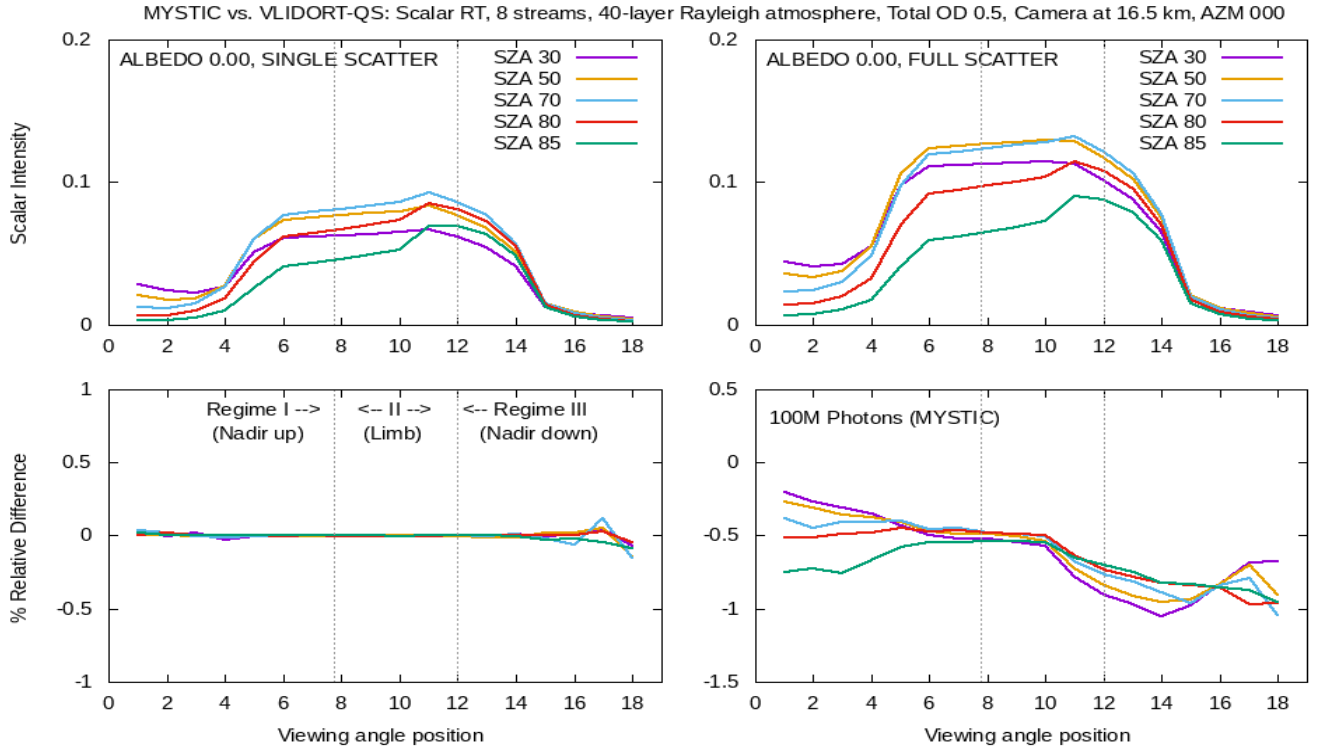 MYSTIC vs. VLIDORT-QS: Scalar RT, 8 streams, 40-layer Rayleigh atmosphere, Total OD 0.5, Camera at 16.5 km, AZM 000
Scalar Intensity
0.2
0.1
0
ALBEDO 0.00, SINGLE SCATTER
SZA 30
SZA 50
SZA 70
SZA 80
SZA 85
0 2 4 6 8 10 12 14 16 18
0.2
0.1
0
ALBEDO 0.00, FULL SCATTER
SZA 30
SZA 50
SZA 70
SZA 80
SZA 85
0 2 4 6 8 10 12 14 16 18
% Relative Difference
1
0.5
0
-0.5
-1
Regime I --> <-- II --> <-- Regime III
(Nadir up) (Limb) (Nadir down)
0 2 4 6 8 10 12 14 16 18
Viewing angle position
0.5
0
-0.5
-1
-1.5
100M Photons (MYSTIC)
0 2 4 6 8 10 12 14 16 18
Viewing angle position